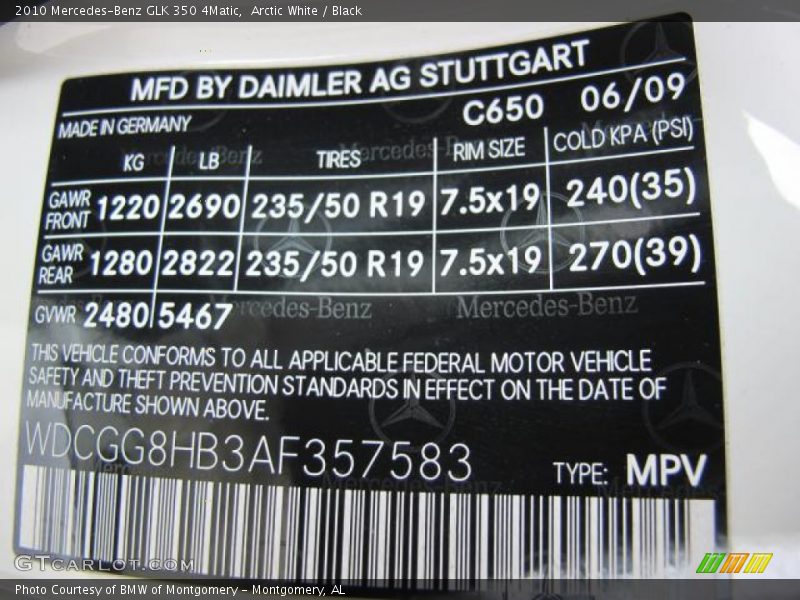 2010 Mercedes-Benz GLK 350 4Matic,  Arctic White / Black
MFD BY DAIMLER AG STUTTGART
MADE IN GERMANY C650 06/09
KG LB TIRES RIM SIZE COLD KPA (PSI)
GAWR FRONT 1220 2690 235/50 R19 7.5x19 240(35)
GAWR REAR 1280 2822 235/50 R19 7.5x19 270(39)
GVWR 2480 5467
Mercedes-Benz Mercedes-Benz
THIS VEHICLE CONFORMS TO ALL APPLICABLE FEDERAL MOTOR VEHICLE
SAFETY AND THEFT PREVENTION STANDARDS IN EFFECT ON THE DATE OF
MANUFACTURE SHOWN ABOVE.
WDCGG8HB3AF357583
TYPE: MPV
GTCARLOT.COM
Photo Courtesy of BMW of Montgomery - Montgomery, AL